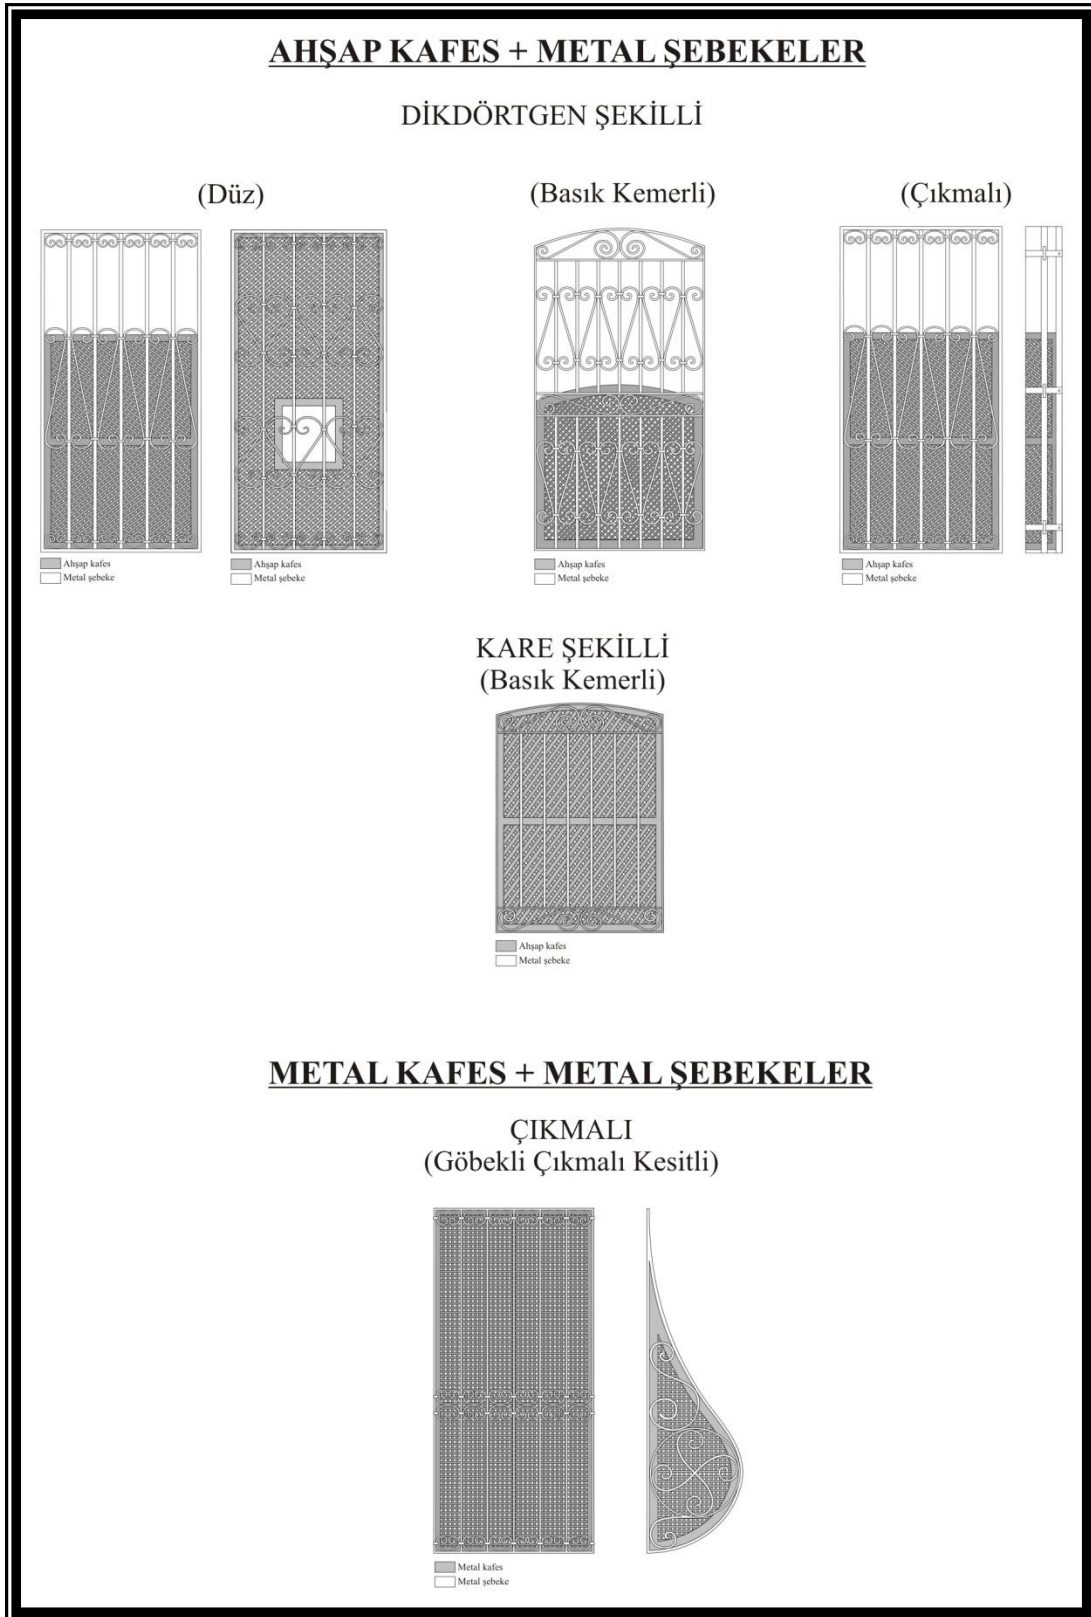 AHŞAP KAFES + METAL ŞEBEKELER
DİKDÖRTGEN ŞEKİLLİ
(Düz)
(Basık Kemerli)
(Çıkmalı)
Ahşap kafes
Metal şebeke
Ahşap kafes
Metal şebeke
Ahşap kafes
Metal şebeke
Ahşap kafes
Metal şebeke
KARE ŞEKİLLİ
(Basık Kemerli)
Ahşap kafes
Metal şebeke
METAL KAFES + METAL ŞEBEKELER
ÇIKMALI
(Göbekli Çıkmalı Kesitli)
Metal kafes
Metal şebeke